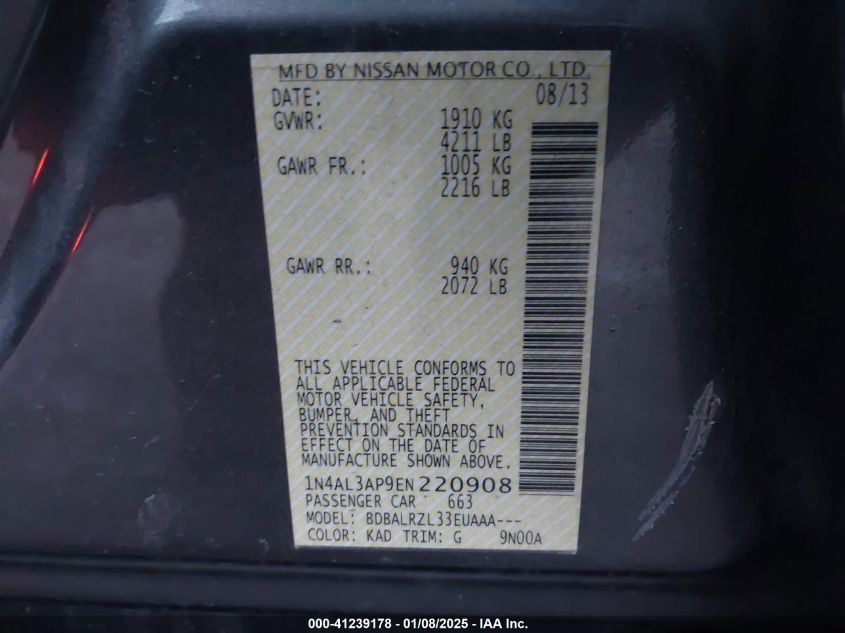 MFD BY NISSAN MOTOR CO., LTD.
DATE: 08/13
GVWR: 1910 KG
4211 LB
GAWR FR.: 1005 KG
2216 LB
GAWR RR.: 940 KG
2072 LB
THIS VEHICLE CONFORMS TO
ALL APPLICABLE FEDERAL
MOTOR VEHICLE SAFETY,
BUMPER, AND THEFT
PREVENTION STANDARDS IN
EFFECT ON THE DATE OF
MANUFACTURE SHOWN ABOVE.
1N4AL3AP9EN220908
PASSENGER CAR 663
MODEL: BDBALRZL33EUAAA---
COLOR: KAD TRIM: G 9N00A
000-41239178 - 01/08/2025 - IAA Inc.